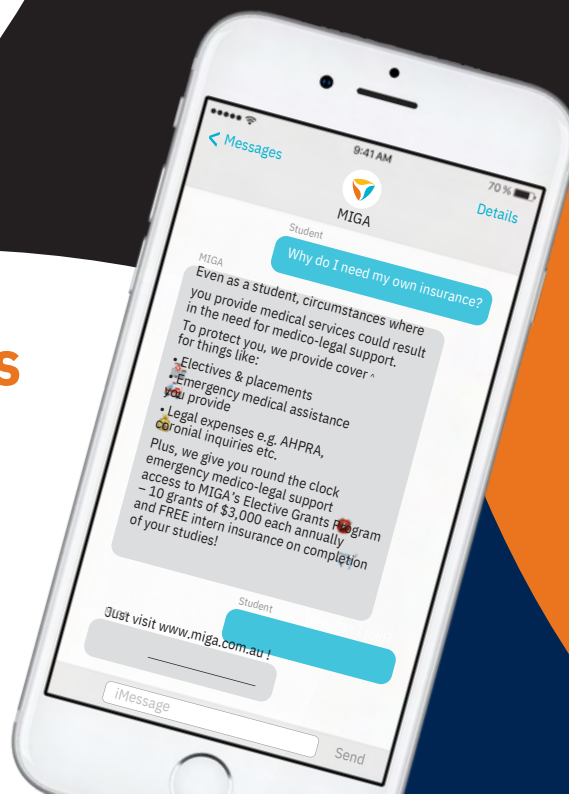 9:41 AM
70 %
Messages
Details
MIGA
Student
Why do I need my own insurance?
MIGA
Even as a student, circumstances where
you provide medical services could result
in the need for medico-legal support.
To protect you, we provide cover ^
for things like:
• Electives & placements
• Emergency medical assistance
you provide
• Legal expenses e.g. AHPRA,
coronial inquiries etc.
Plus, we give you round the clock
emergency medico-legal support
access to MIGA's Elective Grants Program
– 10 grants of $3,000 each annually
and FREE intern insurance on completion
of your studies!
Student
Just visit www.miga.com.au !
iMessage
Send
s